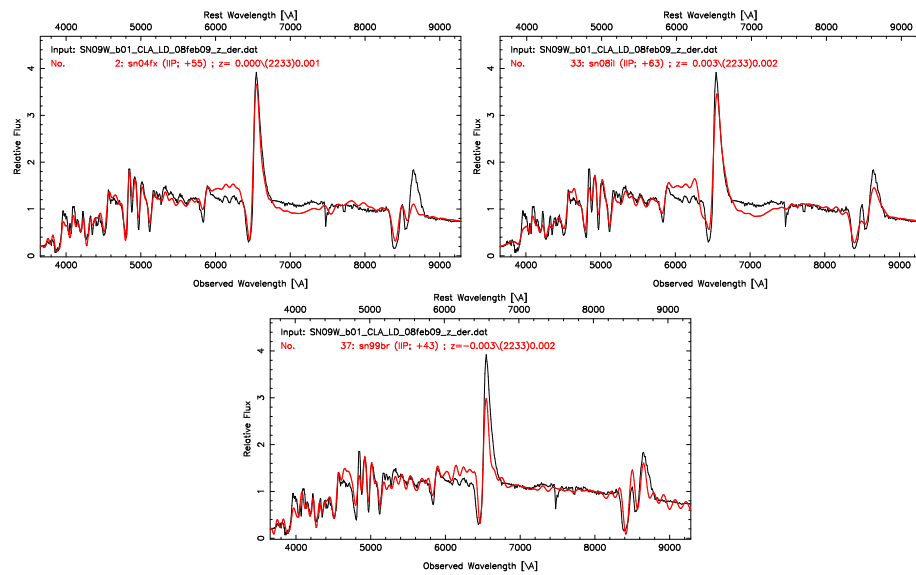 Rest Wavelength [\A]
4000 5000 6000 7000 8000 9000
Input: SN09W_b01_CLA_LD_08feb09_z_der.dat
No. 2: sn04fx (IIP; +55) ; z= 0.000\(2233)0.001
Relative Flux
0 1 2 3 4
4000 5000 6000 7000 8000 9000
Observed Wavelength [\A]
Rest Wavelength [\A]
4000 5000 6000 7000 8000 9000
Input: SN09W_b01_CLA_LD_08feb09_z_der.dat
No. 33: sn08il (IIP; +63) ; z= 0.003\(2233)0.002
Relative Flux
0 1 2 3 4
4000 5000 6000 7000 8000 9000
Observed Wavelength [\A]
Rest Wavelength [\A]
4000 5000 6000 7000 8000 9000
Input: SN09W_b01_CLA_LD_08feb09_z_der.dat
No. 37: sn99br (IIP; +43) ; z=-0.003\(2233)0.002
Relative Flux
0 1 2 3 4
4000 5000 6000 7000 8000 9000
Observed Wavelength [\A]